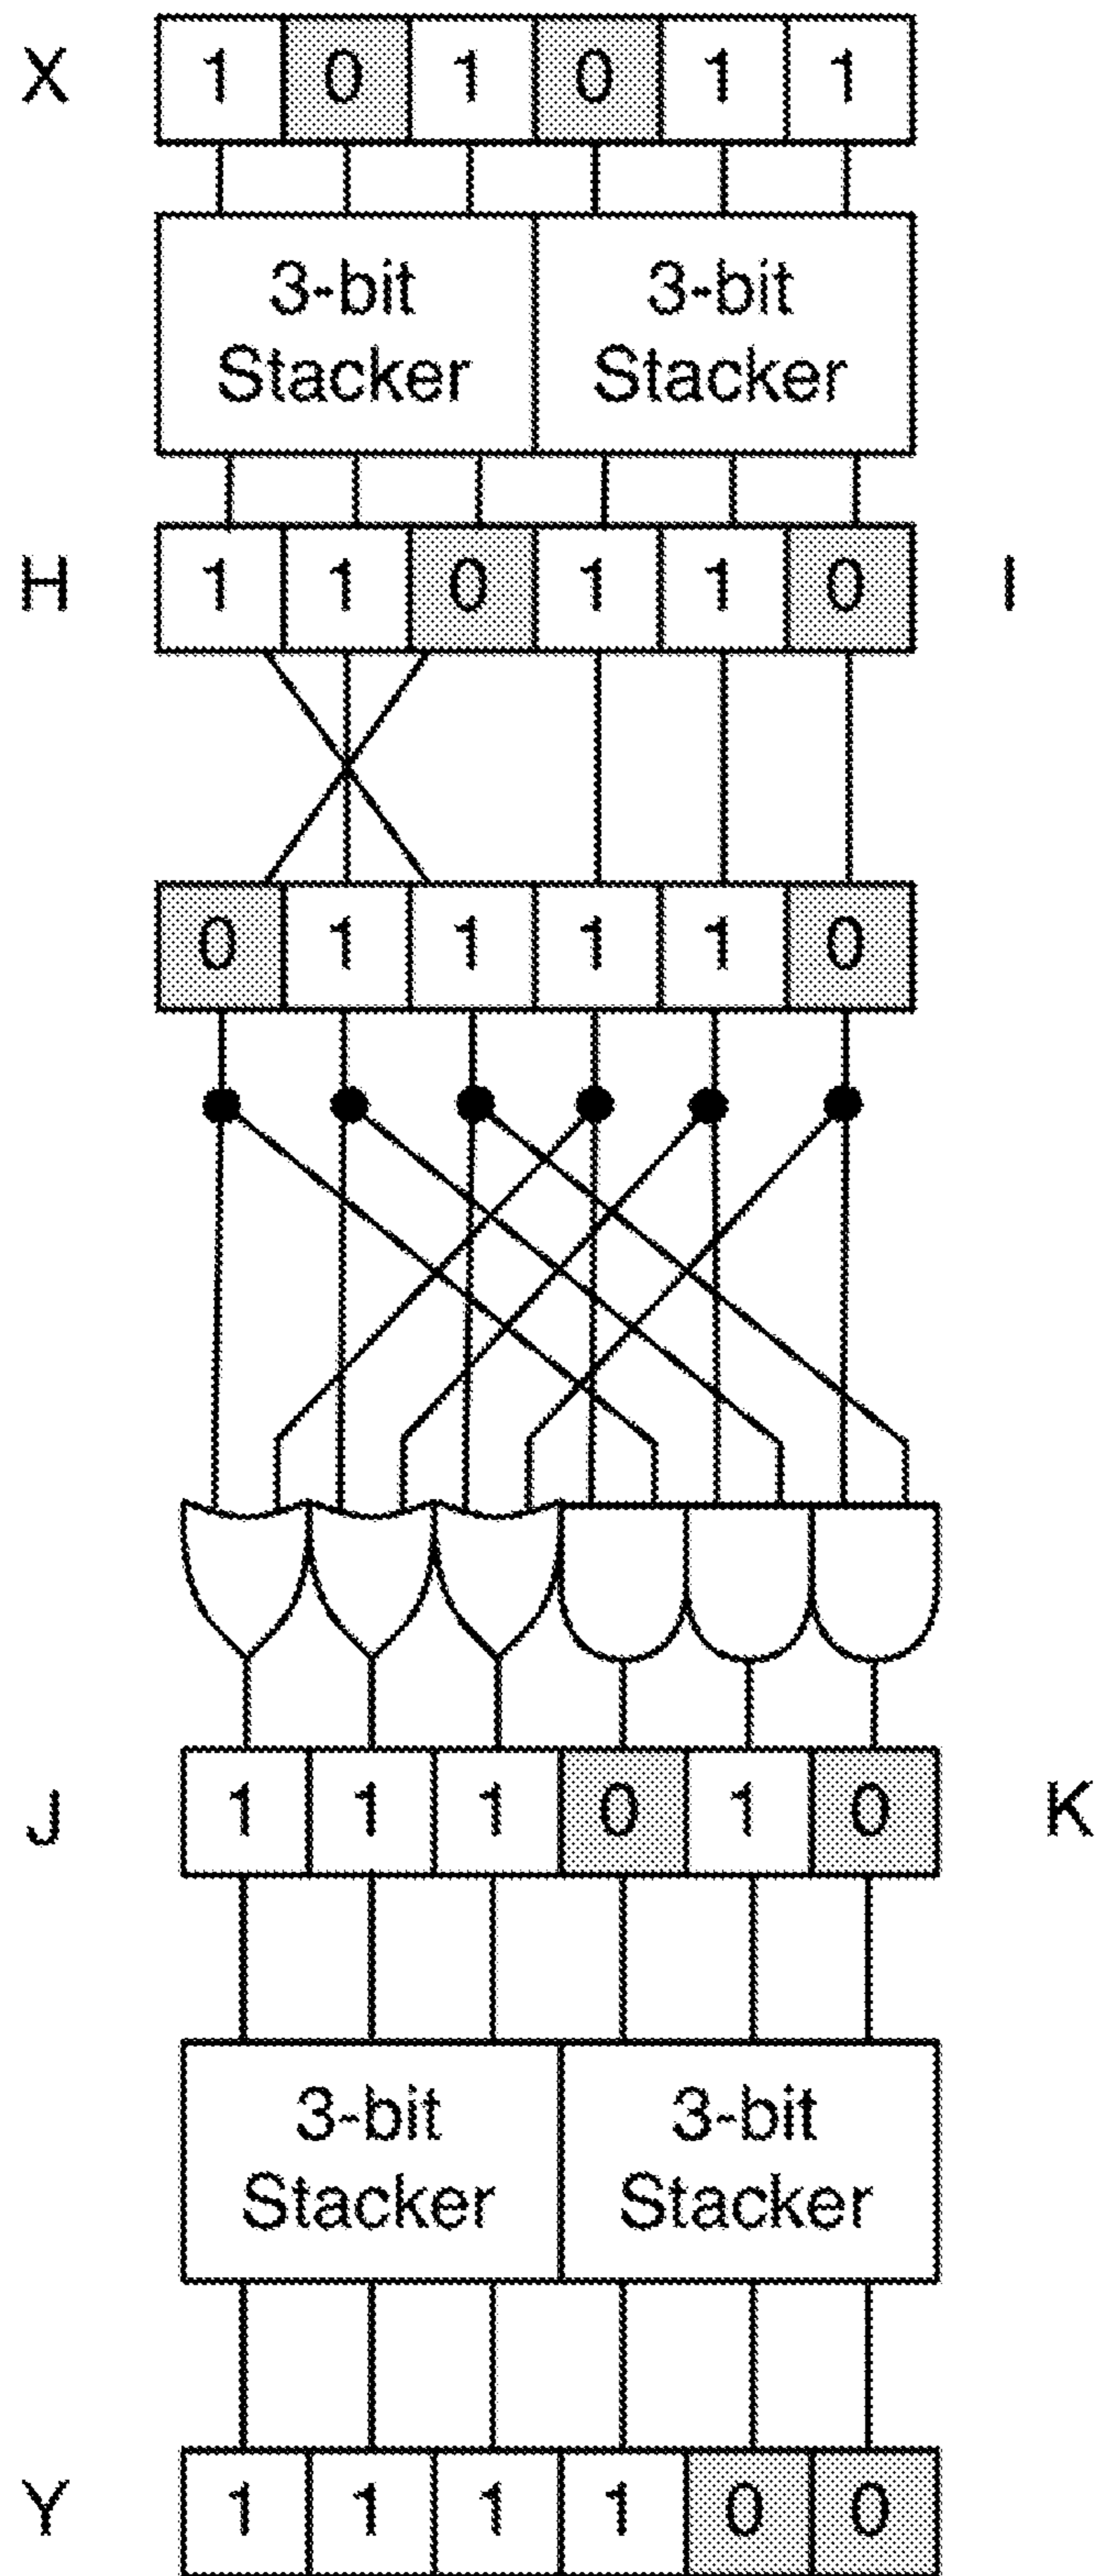 X 1 0 1 0 1 1
3-bit Stacker 3-bit Stacker
H 1 1 0 1 1 0 I
0 1 1 1 1 0
J 1 1 1 0 1 0 K
3-bit Stacker 3-bit Stacker
Y 1 1 1 1 0 0